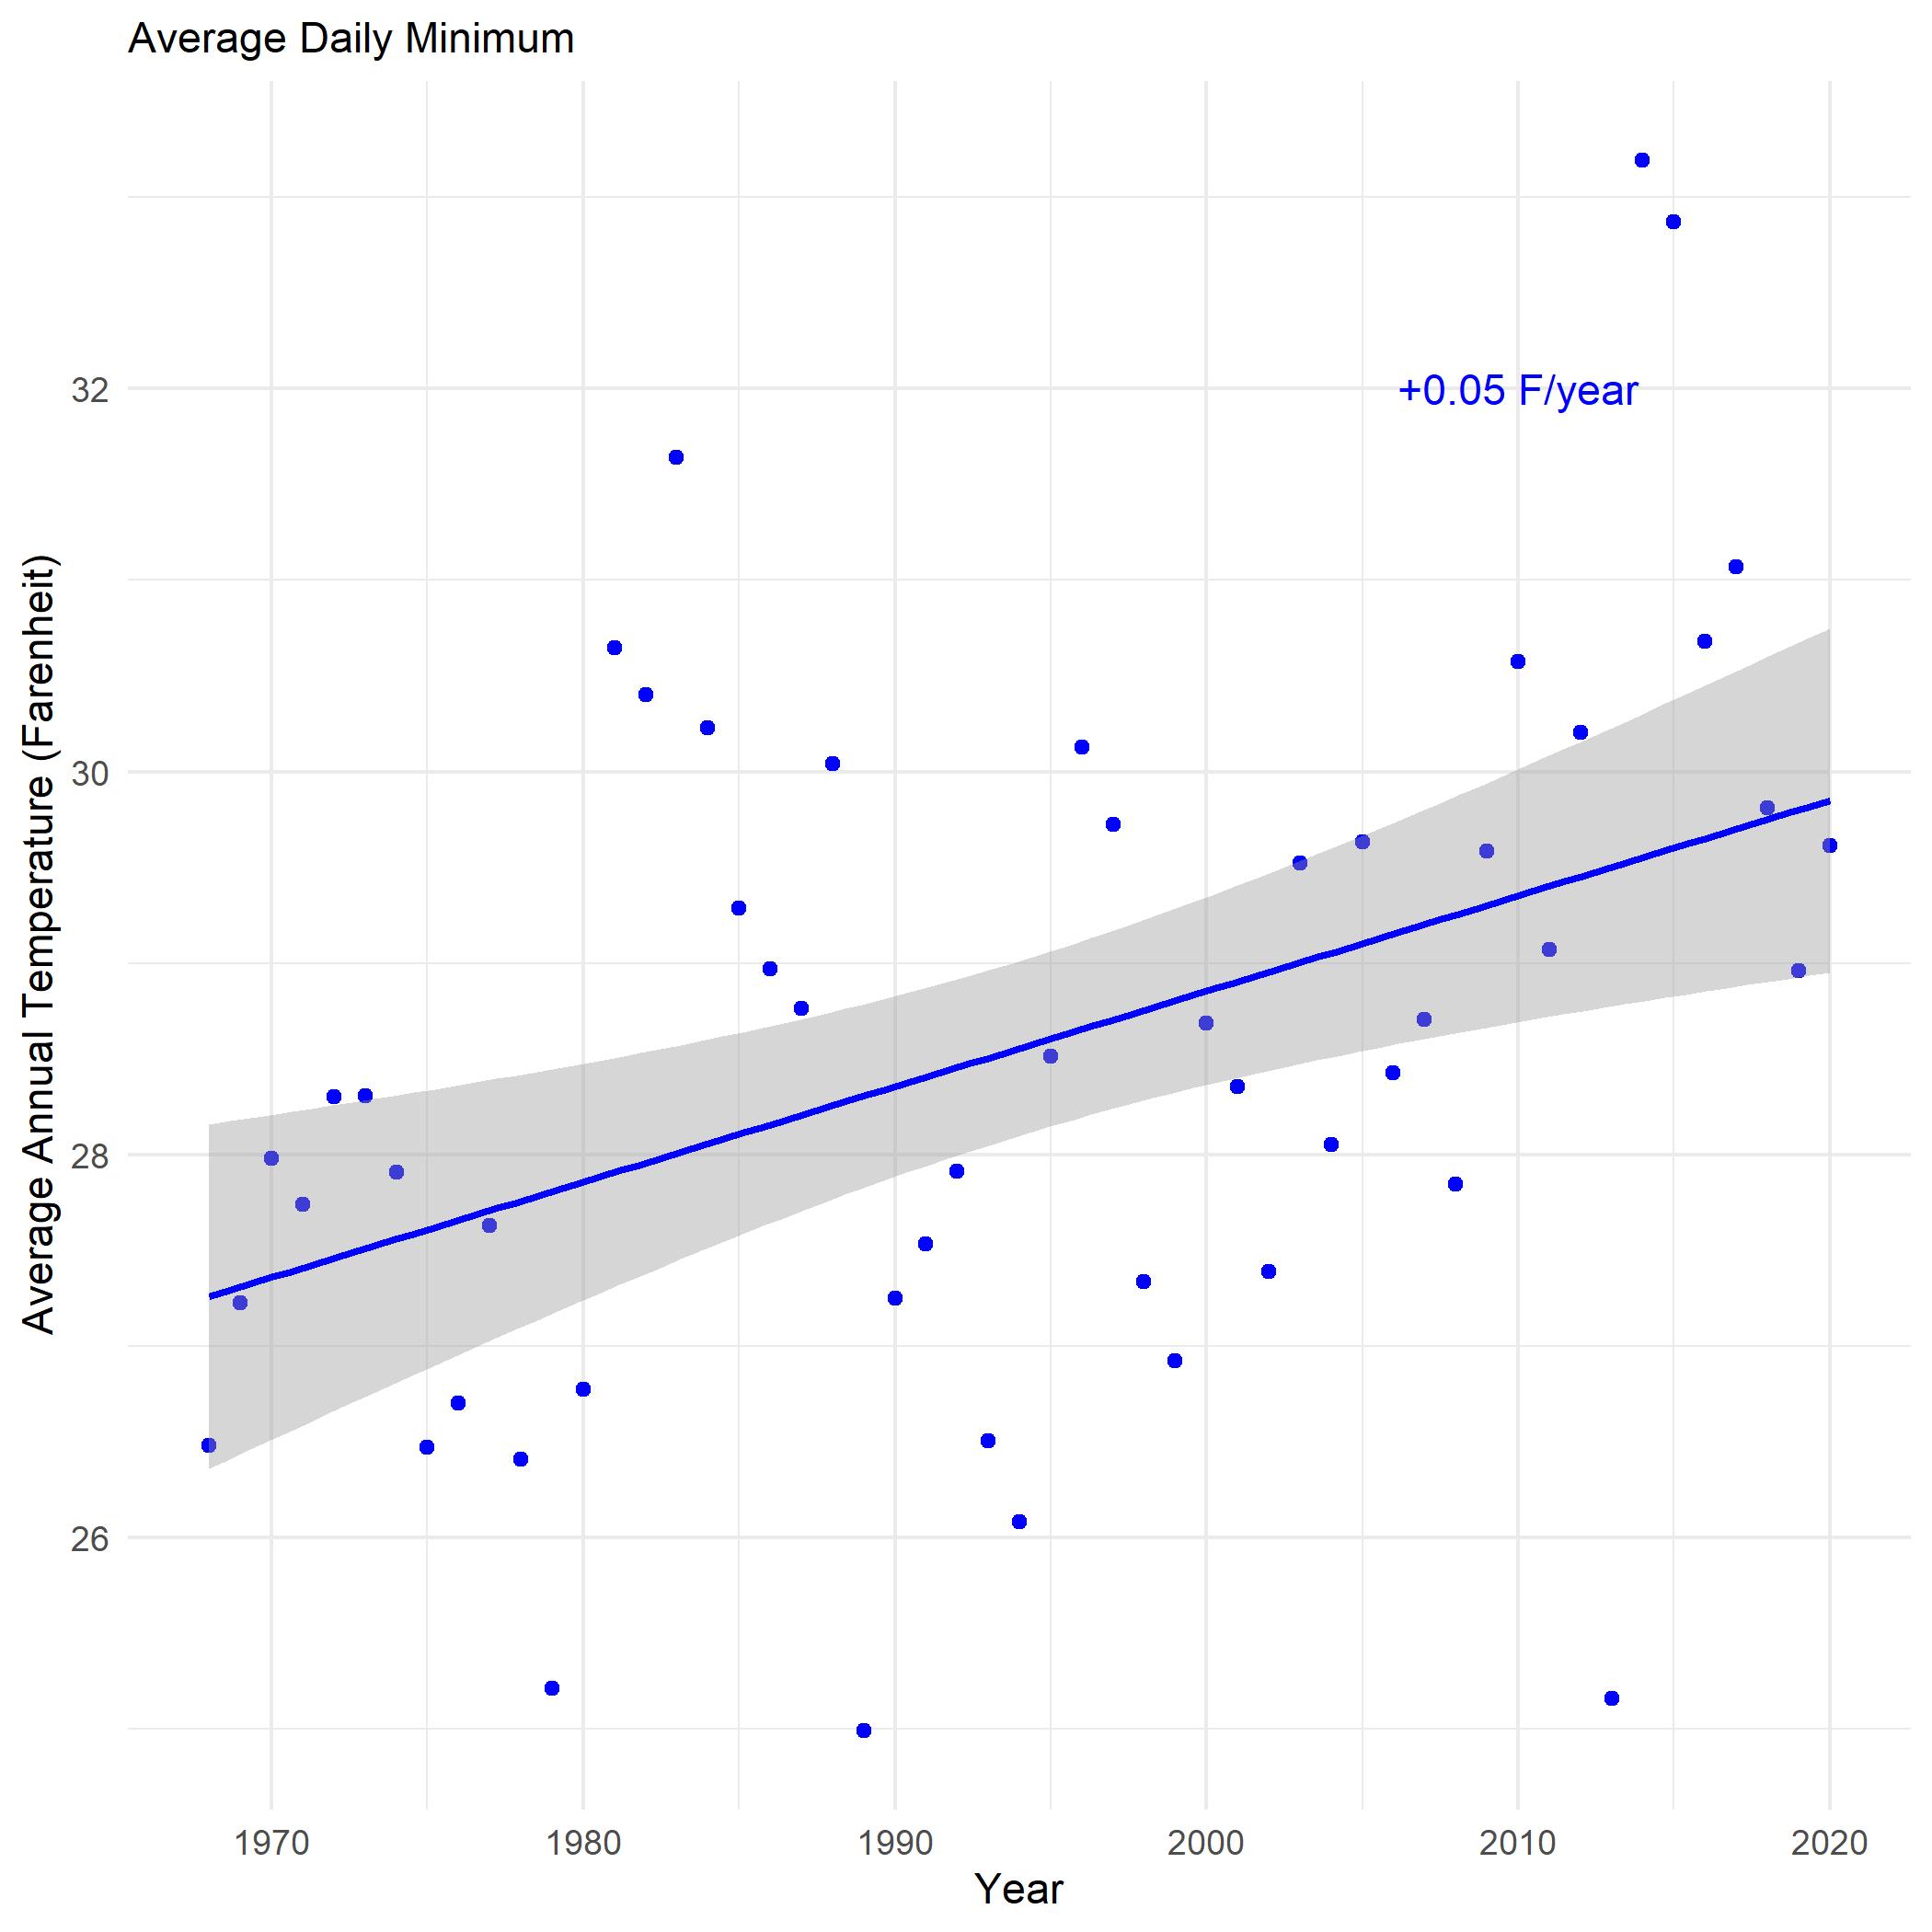 Average Daily Minimum
+0.05 F/year
Average Annual Temperature (Farenheit)
32
30
28
26
1970 1980 1990 2000 2010 2020
Year